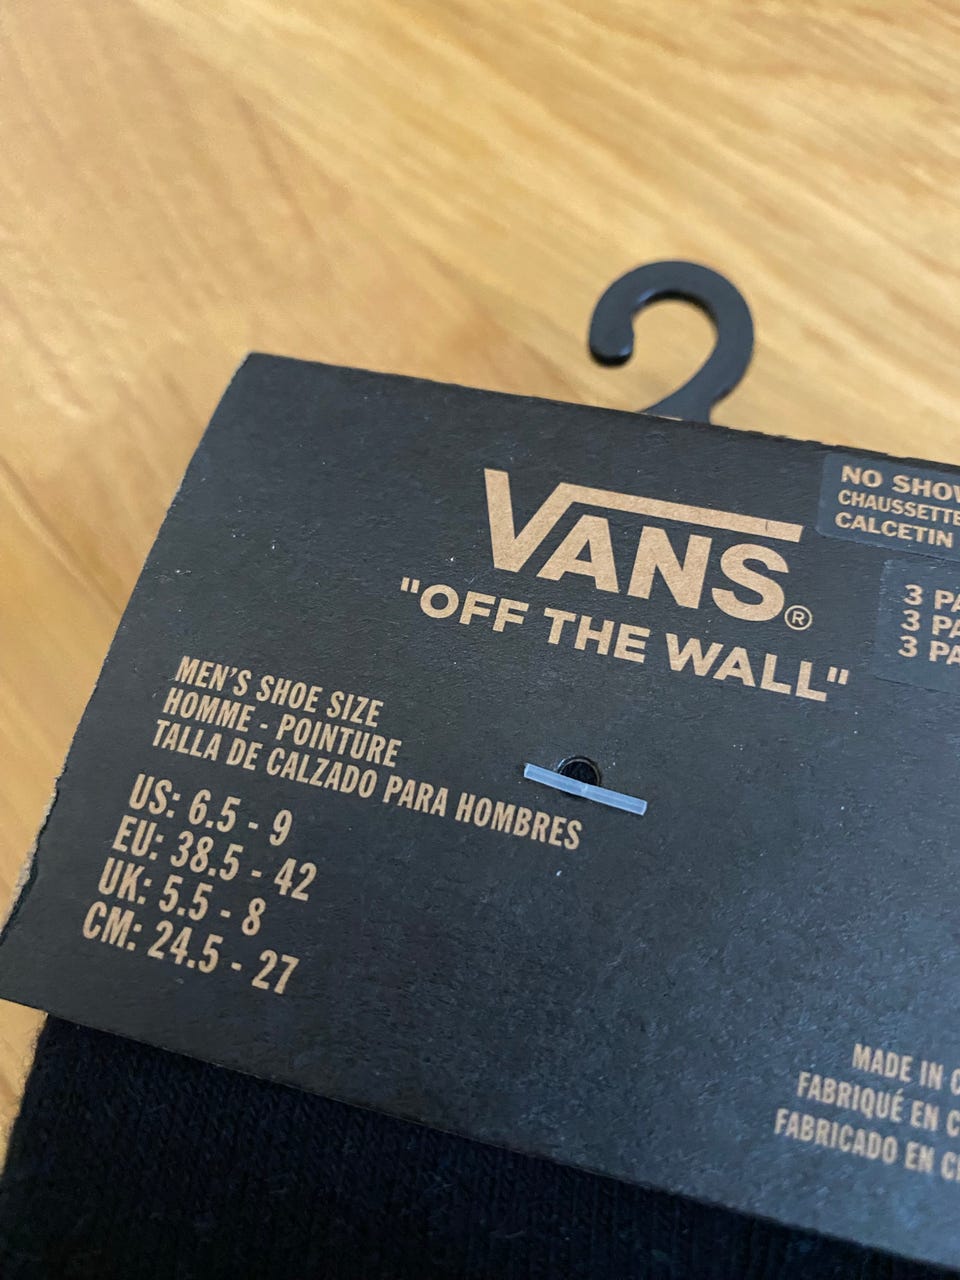 VANS®
"OFF THE WALL"
NO SHOW
CHAUSSETTE
CALCETIN
3
3
3
MEN'S SHOE SIZE
HOMME - POINTURE
TALLA DE CALZADO PARA HOMBRES
US: 6.5 - 9
EU: 38.5 - 42
UK: 5.5 - 8
CM: 24.5 - 27
MADE IN
FABRIQUÉ EN
FABRICADO EN